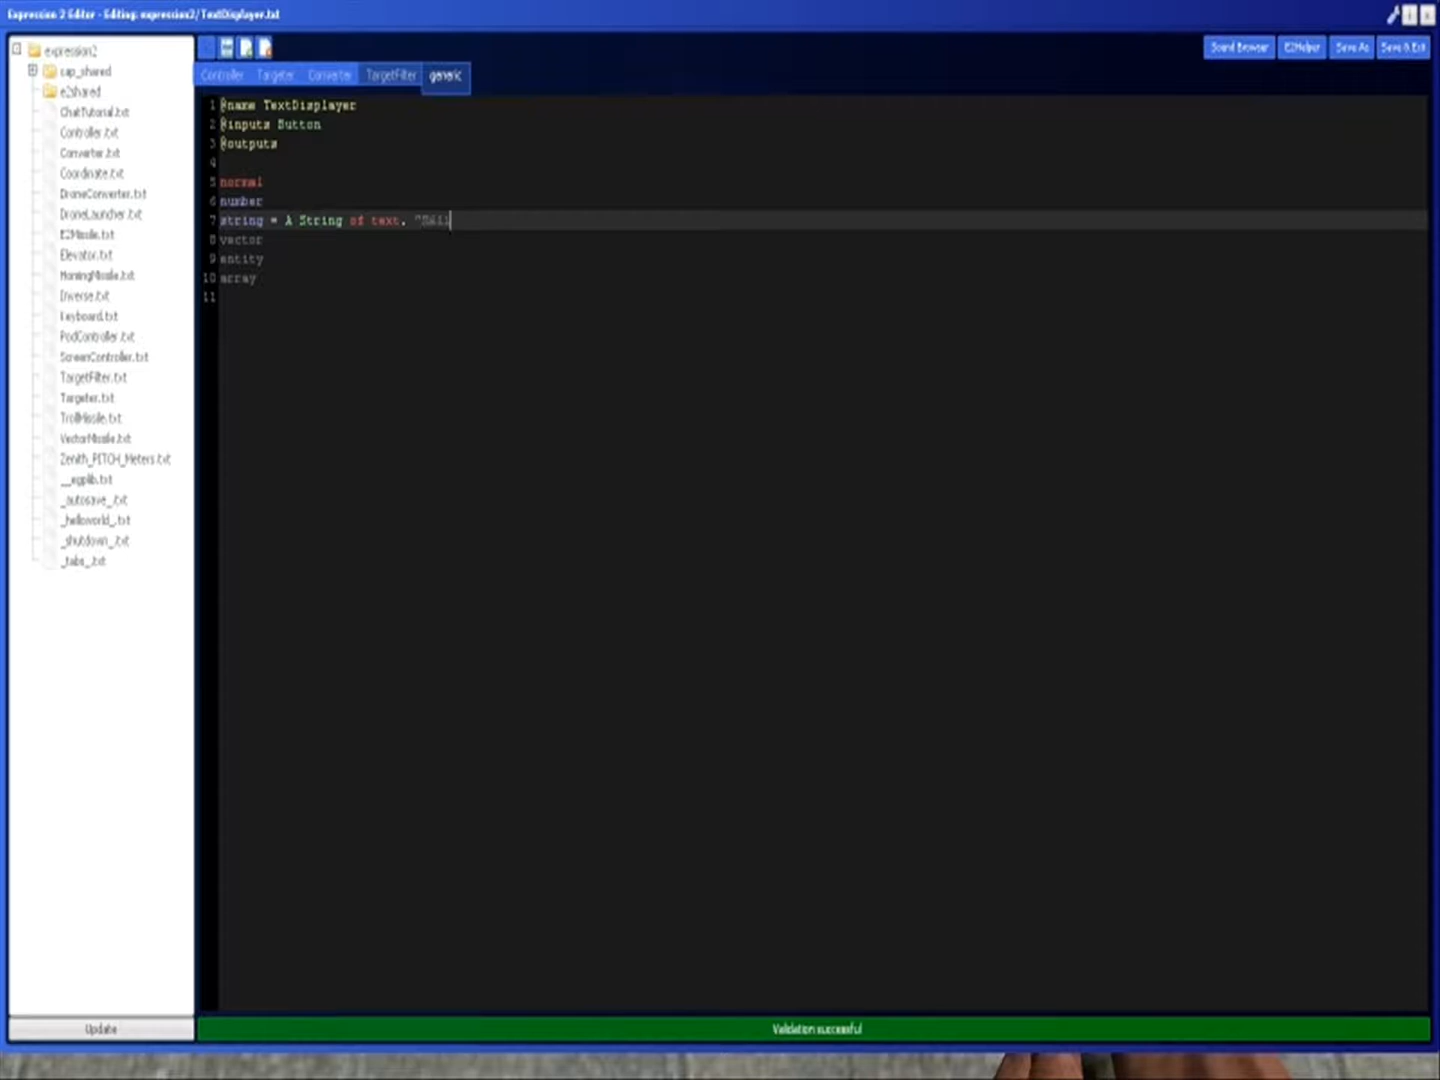 Expression 2 Editor - Editing: expression2/TextDisplayer.txt
Sound Browser
E2Helper
Save As
Save & Exit
Controller
Targeter
Converter
TargetFilter
generic
expression2
cap_shared
e2shared
ChatTutorial.txt
Controller.txt
Converter.txt
Coordinate.txt
DroneConverter.txt
DroneLauncher.txt
E2Missile.txt
Elevator.txt
HomingMissile.txt
Inverse.txt
Keyboard.txt
PodController.txt
ScreenController.txt
TargetFilter.txt
Targeter.txt
TrollMissile.txt
VectorMissile.txt
Zenith_PITCH_Meters.txt
__egplib.txt
_autosave_.txt
_helloworld_.txt
_shutdown_.txt
_tabs_.txt
Update
1 @name TextDisplayer
2 @inputs Button
3 @outputs
4
5 normal
6 number
7 string = A String of text.
8 vector
9 entity
10 array
11
Validation successful